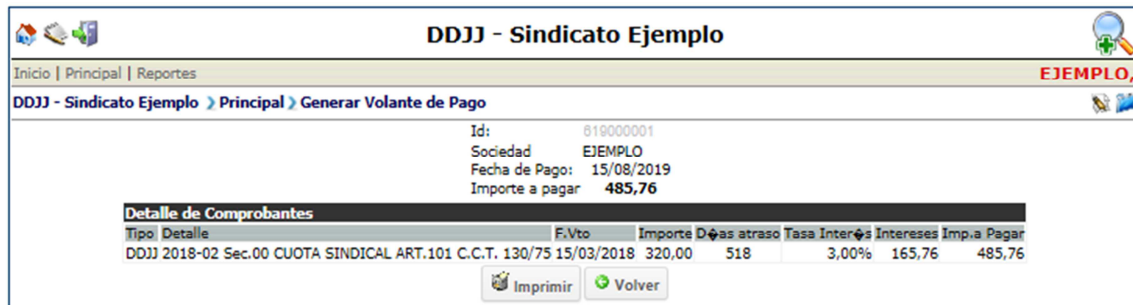 DDJJ - Sindicato Ejemplo
Inicio | Principal | Reportes
EJEMPLO,
DDJJ - Sindicato Ejemplo ❯ Principal ❯ Generar Volante de Pago
Id: 619000001
Sociedad EJEMPLO
Fecha de Pago: 15/08/2019
Importe a pagar 485,76
Detalle de Comprobantes
Tipo Detalle F.Vto Importe D�as atraso Tasa Inter�s Intereses Imp.a Pagar
DDJJ 2018-02 Sec.00 CUOTA SINDICAL ART.101 C.C.T. 130/75 15/03/2018 320,00 518 3,00% 165,76 485,76
Imprimir Volver